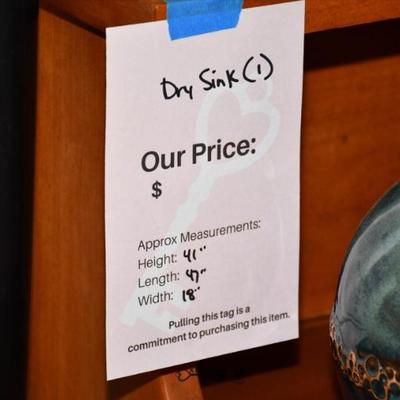 Dry Sink (1)
Our Price:
$
Approx Measurements:
Height: 41"
Length: 47"
Width: 18"
Pulling this tag is a
commitment to purchasing this item.